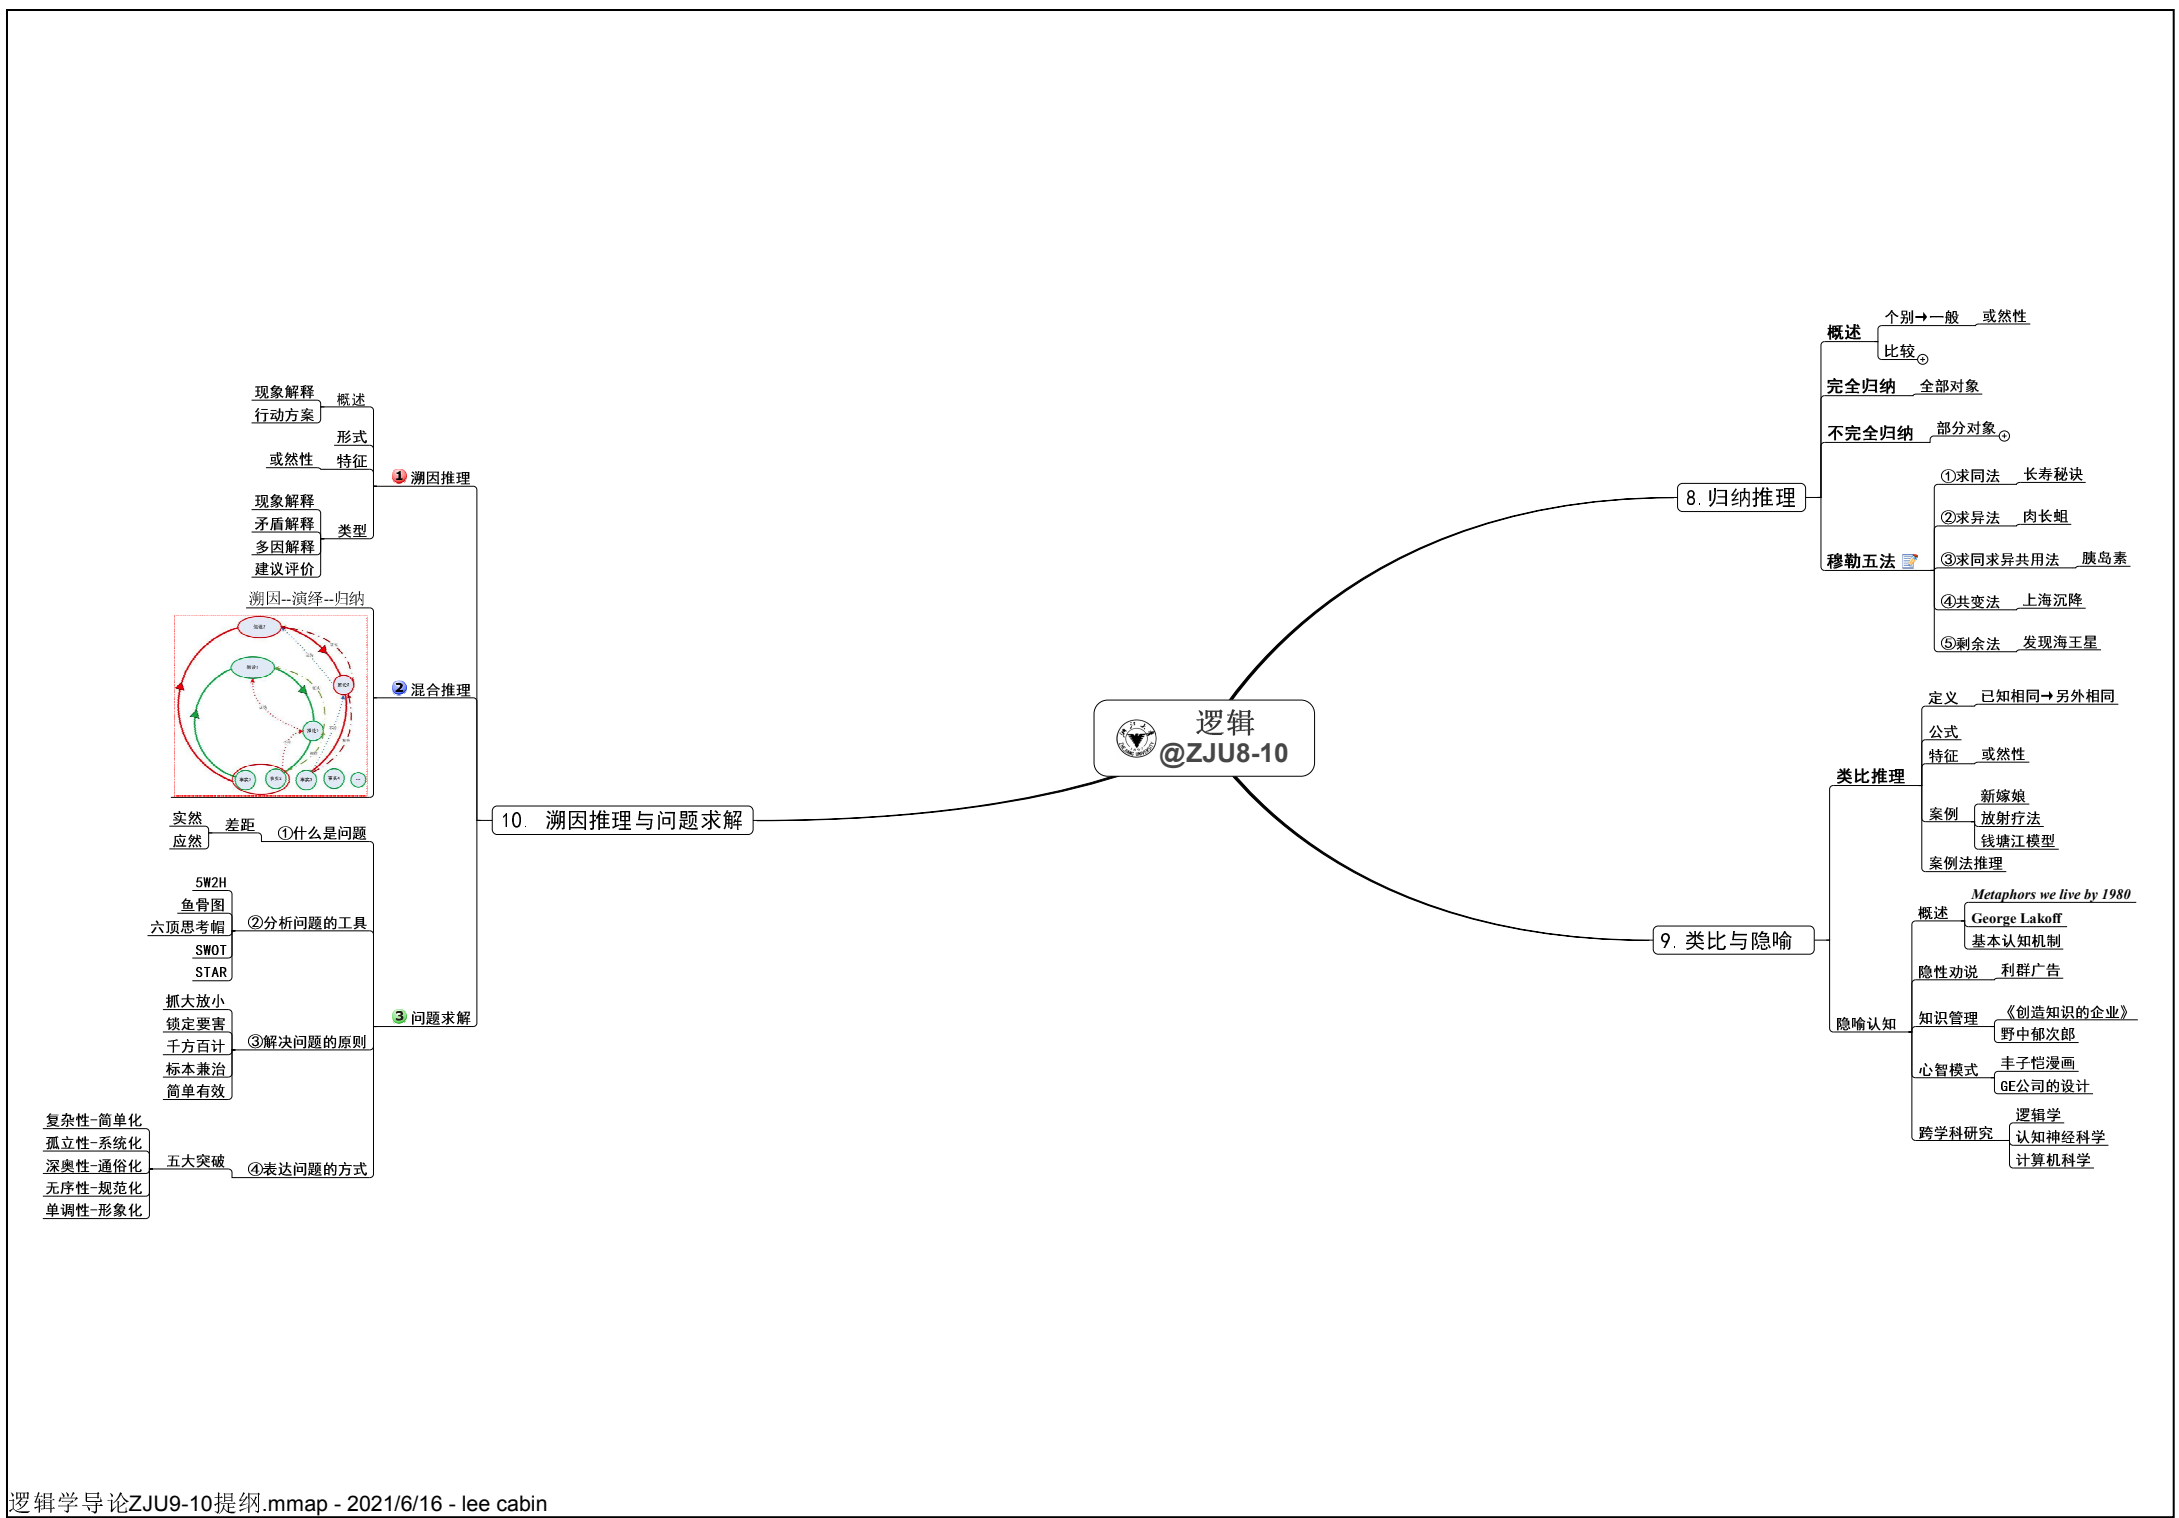 逻辑
@ZJU8-10
8. 归纳推理
概述
个别→一般
或然性
比较
完全归纳
全部对象
不完全归纳
部分对象
穆勒五法
①求同法
长寿秘诀
②求异法
肉长蛆
③求同求异共用法
胰岛素
④共变法
上海沉降
⑤剩余法
发现海王星
9. 类比与隐喻
类比推理
定义
已知相同→另外相同
公式
特征
或然性
案例
新嫁娘
放射疗法
钱塘江模型
案例法推理
隐喻认知
概述
Metaphors we live by 1980
George Lakoff
基本认知机制
隐性劝说
利群广告
知识管理
《创造知识的企业》
野中郁次郎
心智模式
丰子恺漫画
GE公司的设计
跨学科研究
逻辑学
认知神经科学
计算机科学
10. 溯因推理与问题求解
1 溯因推理
概述
现象解释
行动方案
形式
特征
或然性
类型
现象解释
矛盾解释
多因解释
建议评价
2 混合推理
溯因--演绎--归纳
3 问题求解
①什么是问题
差距
实然
应然
②分析问题的工具
5W2H
鱼骨图
六顶思考帽
SWOT
STAR
③解决问题的原则
抓大放小
锁定要害
千方百计
标本兼治
简单有效
④表达问题的方式
五大突破
复杂性-简单化
孤立性-系统化
深奥性-通俗化
无序性-规范化
单调性-形象化
逻辑学导论ZJU9-10提纲.mmap - 2021/6/16 - lee cabin